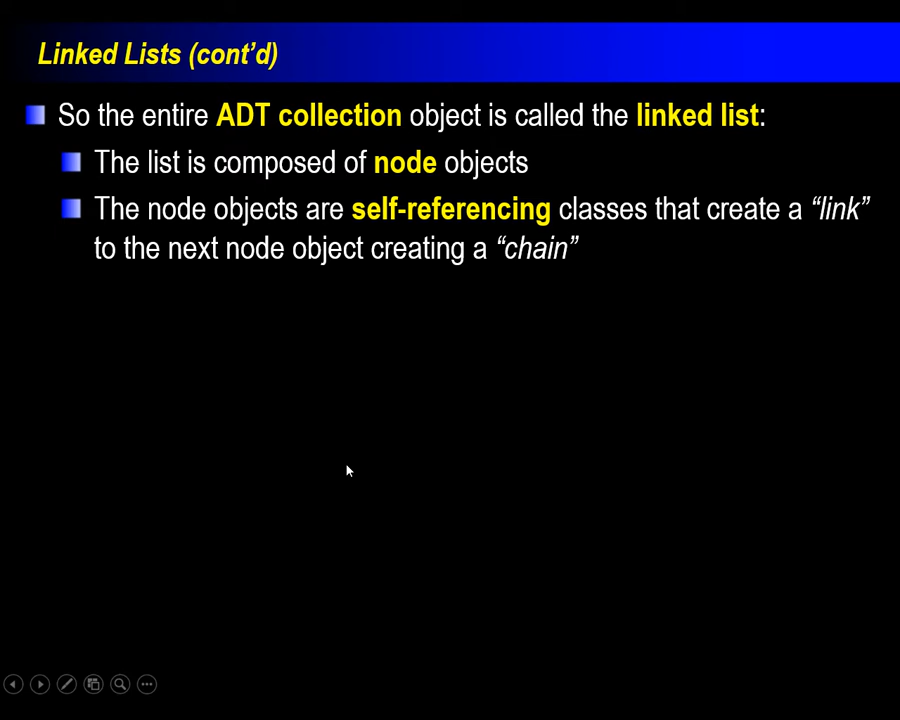 Linked Lists (cont’d)
So the entire ADT collection object is called the linked list:
The list is composed of node objects
The node objects are self-referencing classes that create a “link”
to the next node object creating a “chain”